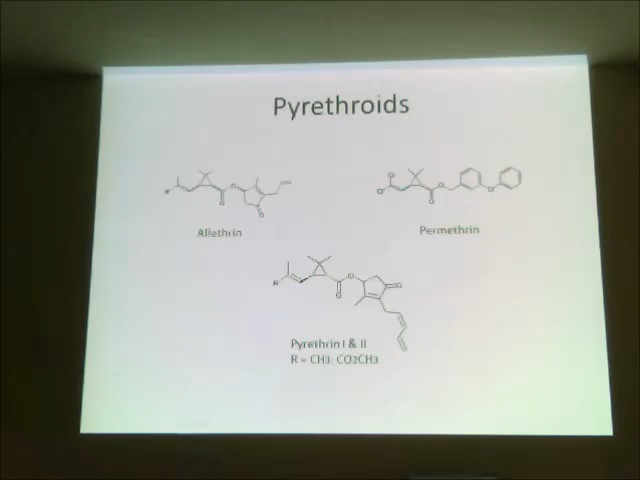 Pyrethroids
Allethrin
Permethrin
Pyrethrin I & II
R = CH3; CO2CH3